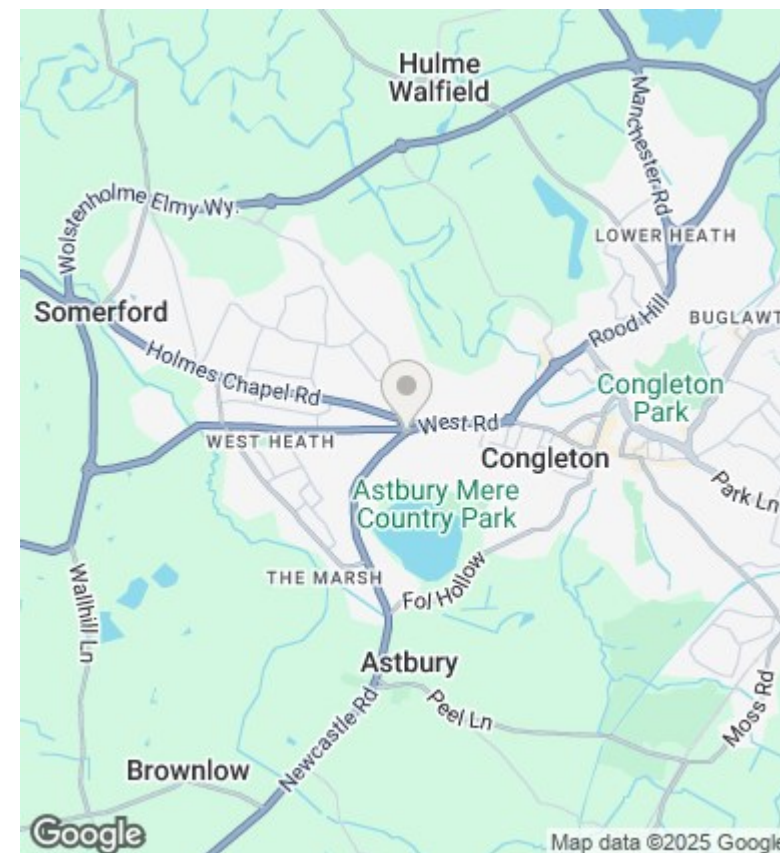 Hulme
Walfield
Manchester Rd
Wolstenholme Elmy Wy.
LOWER HEATH
Somerford
BUGLAWT
Rood Hill
Holmes Chapel Rd
Congleton
Park
West Rd
WEST HEATH
Congleton
Park Ln
Astbury Mere
Country Park
THE MARSH
Fol Hollow
Wallhill Ln
Astbury
Peel Ln
Moss Rd
Newcastle Rd
Brownlow
Google
Map data ©2025 Google